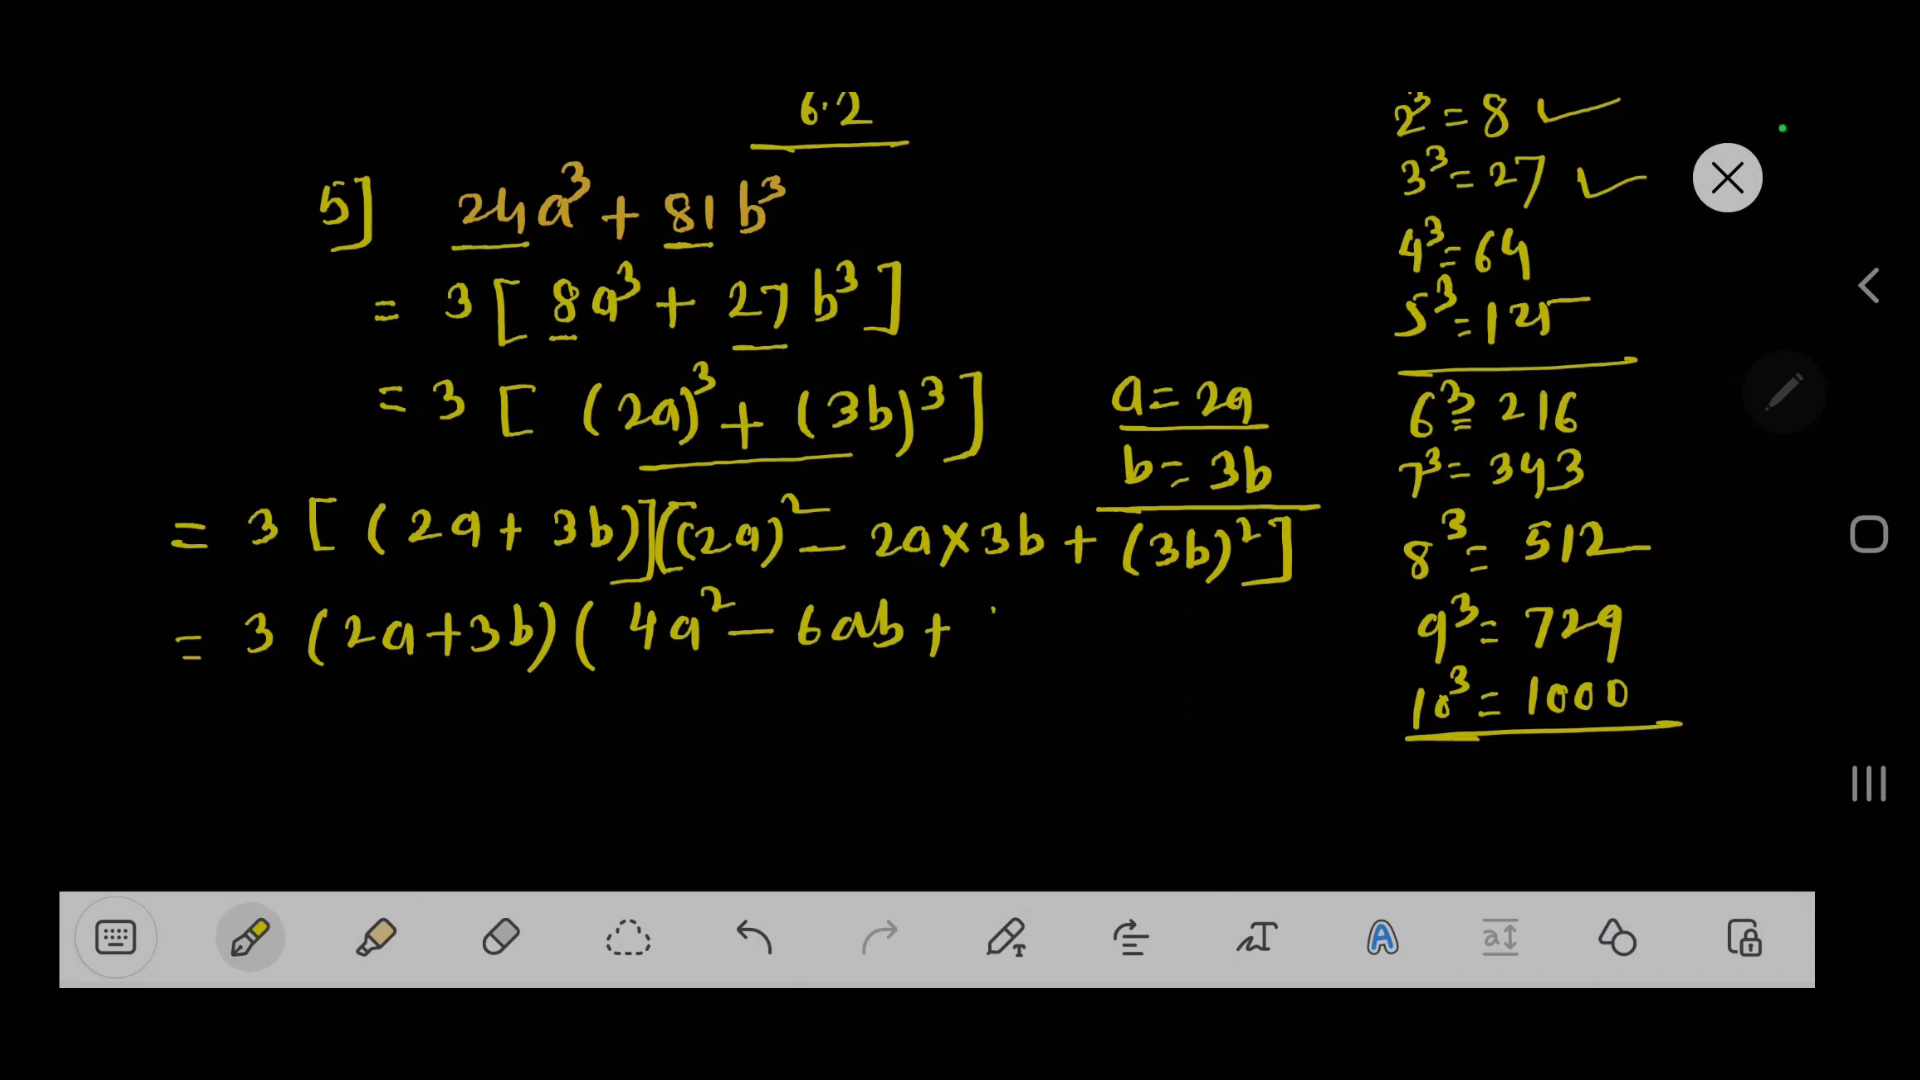 6.2
5] 24a³ + 81b³
= 3 [ 8a³ + 27b³ ]
= 3 [ (2a)³ + (3b)³ ]
a = 2a
b = 3b
= 3 [ (2a + 3b)] [(2a)² - 2a × 3b + (3b)² ]
= 3 (2a+3b) ( 4a² - 6ab +
2³ = 8 ✓
3³ = 27 ✓
4³ = 64
5³ = 125
6³ = 216
7³ = 343
8³ = 512
9³ = 729
10³ = 1000